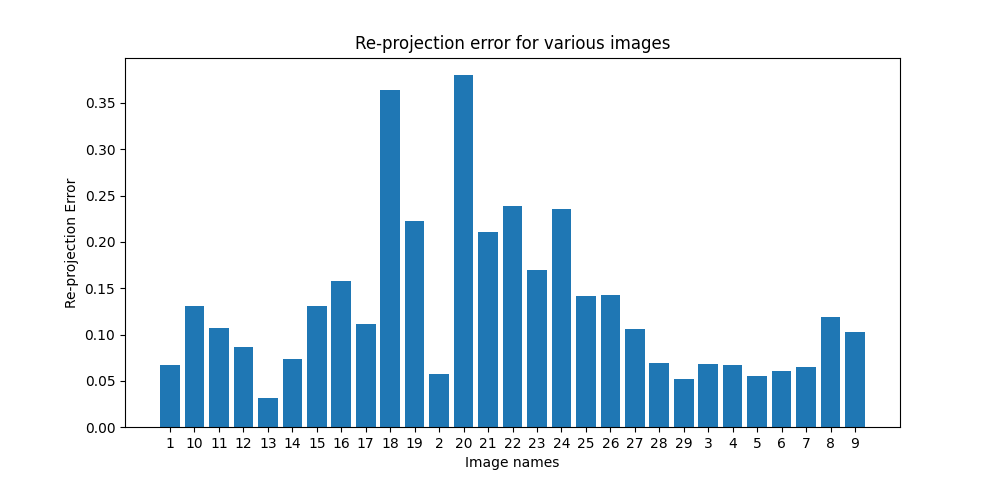 Re-projection error for various images
Re-projection Error
0.35
0.30
0.25
0.20
0.15
0.10
0.05
0.00
1 10 11 12 13 14 15 16 17 18 19 2 20 21 22 23 24 25 26 27 28 29 3 4 5 6 7 8 9
Image names